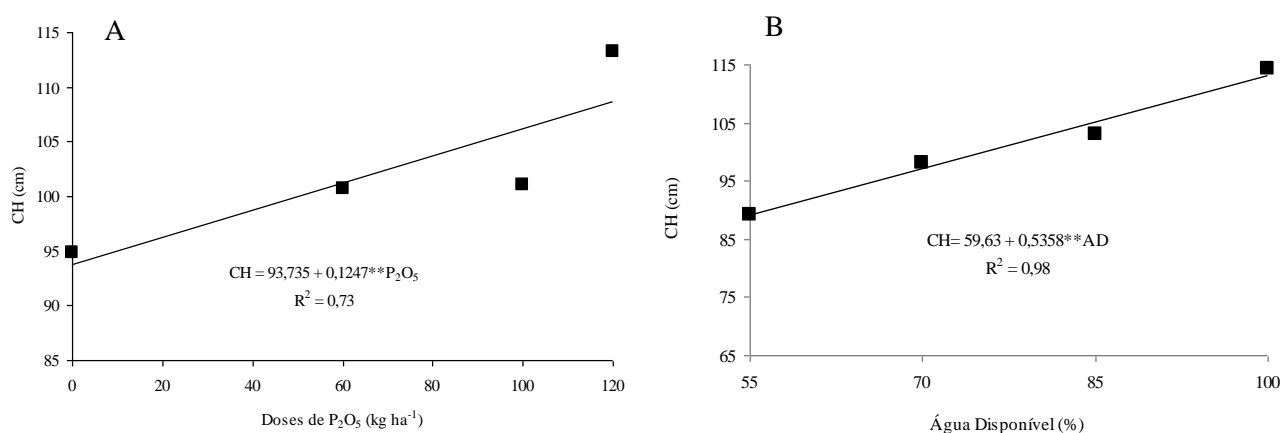 A
CH (cm)
115
110
105
100
95
90
85
0 20 40 60 80 100 120
CH = 93,735 + 0,1247**P₂O₅
R² = 0,73
Doses de P₂O₅ (kg ha⁻¹)
B
CH (cm)
115
105
95
85
75
65
55 70 85 100
CH= 59,63 + 0,5358**AD
R² = 0,98
Água Disponível (%)